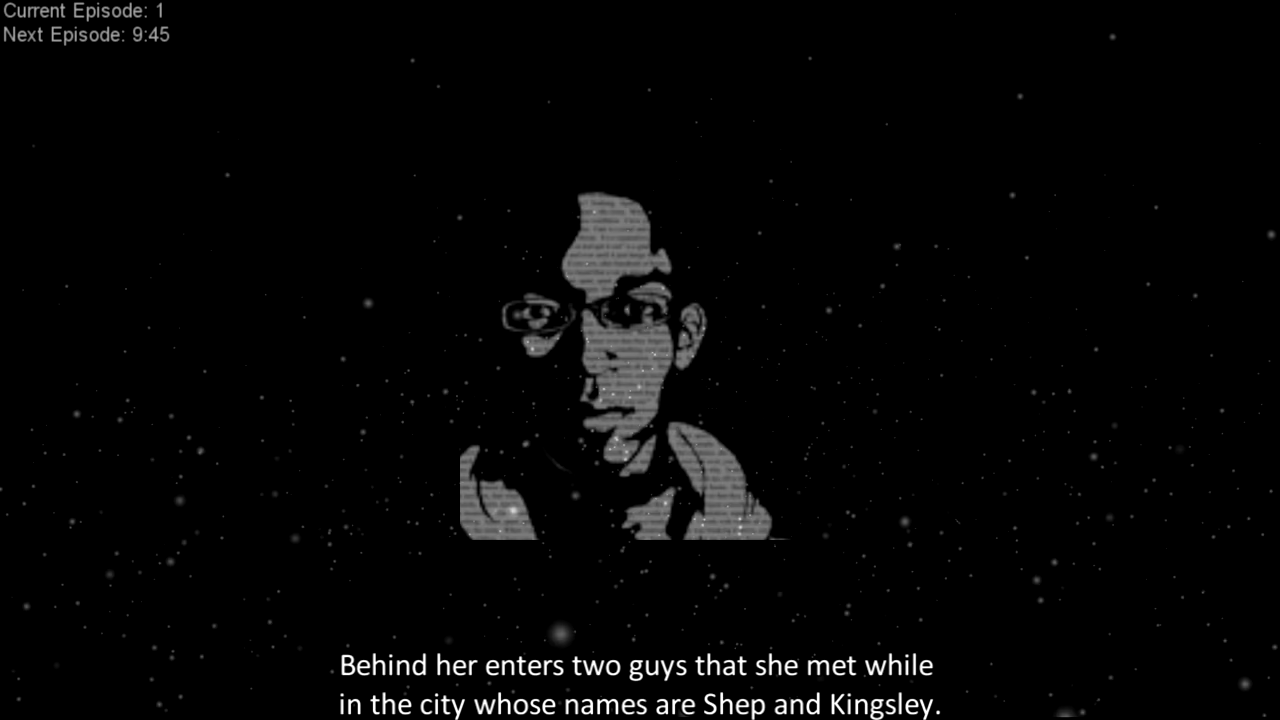 Current Episode: 1
Next Episode: 9:45
Behind her enters two guys that she met while
in the city whose names are Shep and Kingsley.